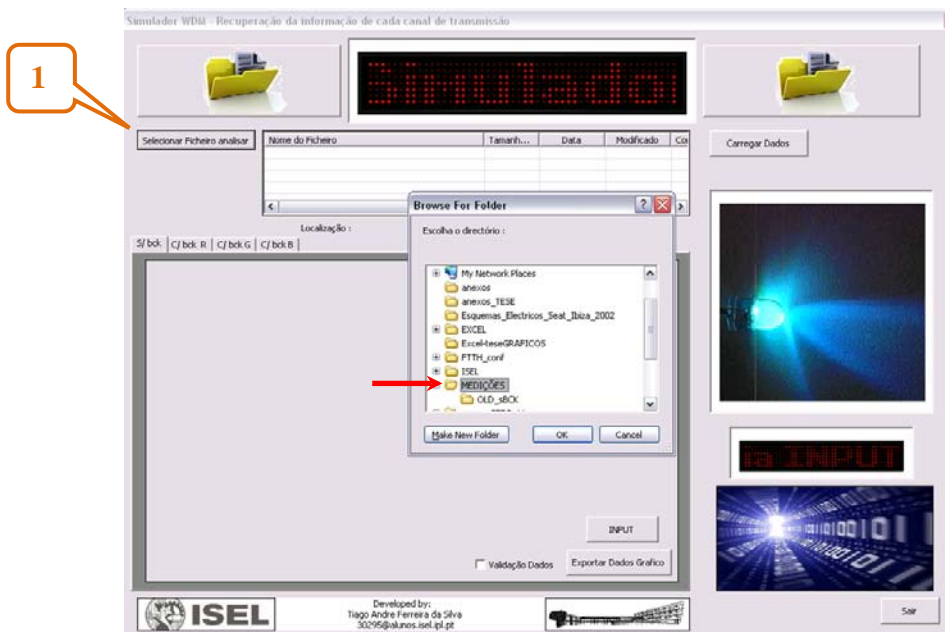 Simulador WDM - Recuperação da informação de cada canal de transmissão
1
Simulador
Selecionar Ficheiro analisar
Nome do Ficheiro Tamanh... Data Modificado Co
Carregar Dados
Localização :
S/ bck C/ bck R C/ bck G C/ bck B
Browse For Folder
Escolha o directório :
My Network Places
anexos
anexos_TESE
Esquemas_Electricos_Seat_Ibiza_2002
EXCEL
Excel-teseGRAFICOS
FTTH_conf
ISEL
MEDIÇÕES
OLD_sBCK
Make New Folder OK Cancel
ia INPUT
INPUT
Validação Dados
Exportar Dados Grafico
ISEL
Developed by:
Tiago Andre Ferreira da Silva
30295@alunos.isel.ipl.pt
Sair